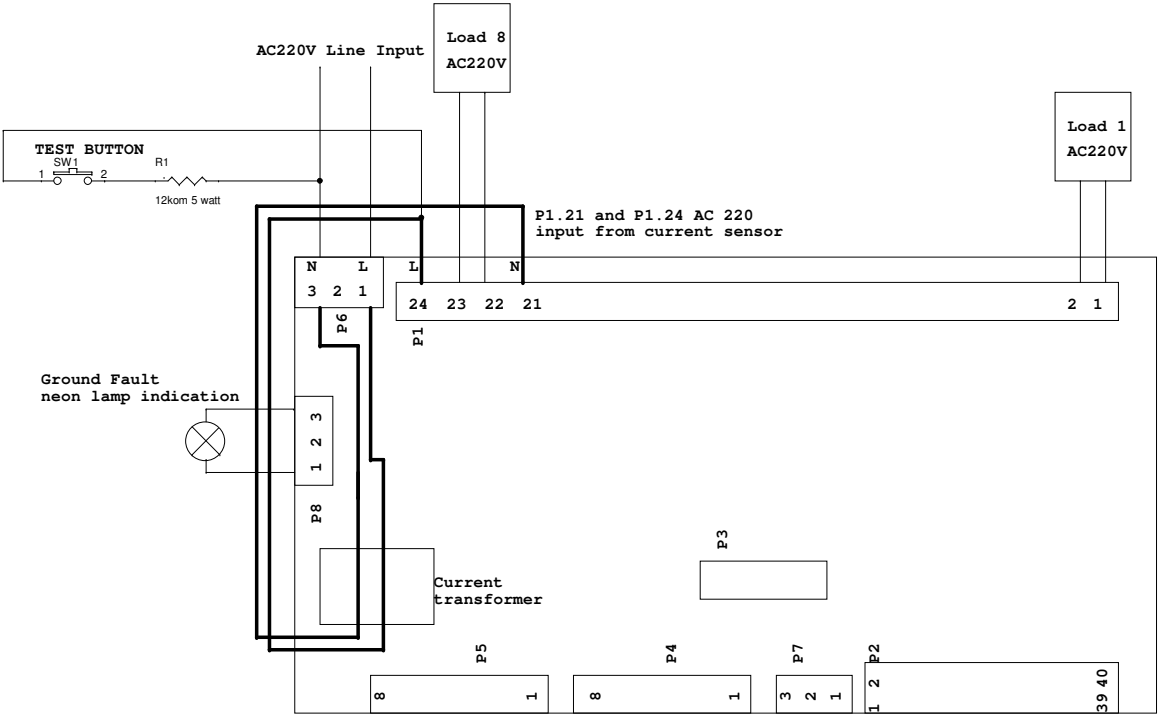 Load 8
AC220V
AC220V Line Input
Load 1
AC220V
TEST BUTTON
SW1
1
2
R1
12kom 5 watt
P1.21 and P1.24 AC 220
input from current sensor
N L L N
3 2 1
24 23 22 21
2 1
P6
P1
Ground Fault
neon lamp indication
3
2
1
P8
P3
Current
transformer
P5
P4
P7
P2
8 1
8 1
3 2 1
2 40
1 39